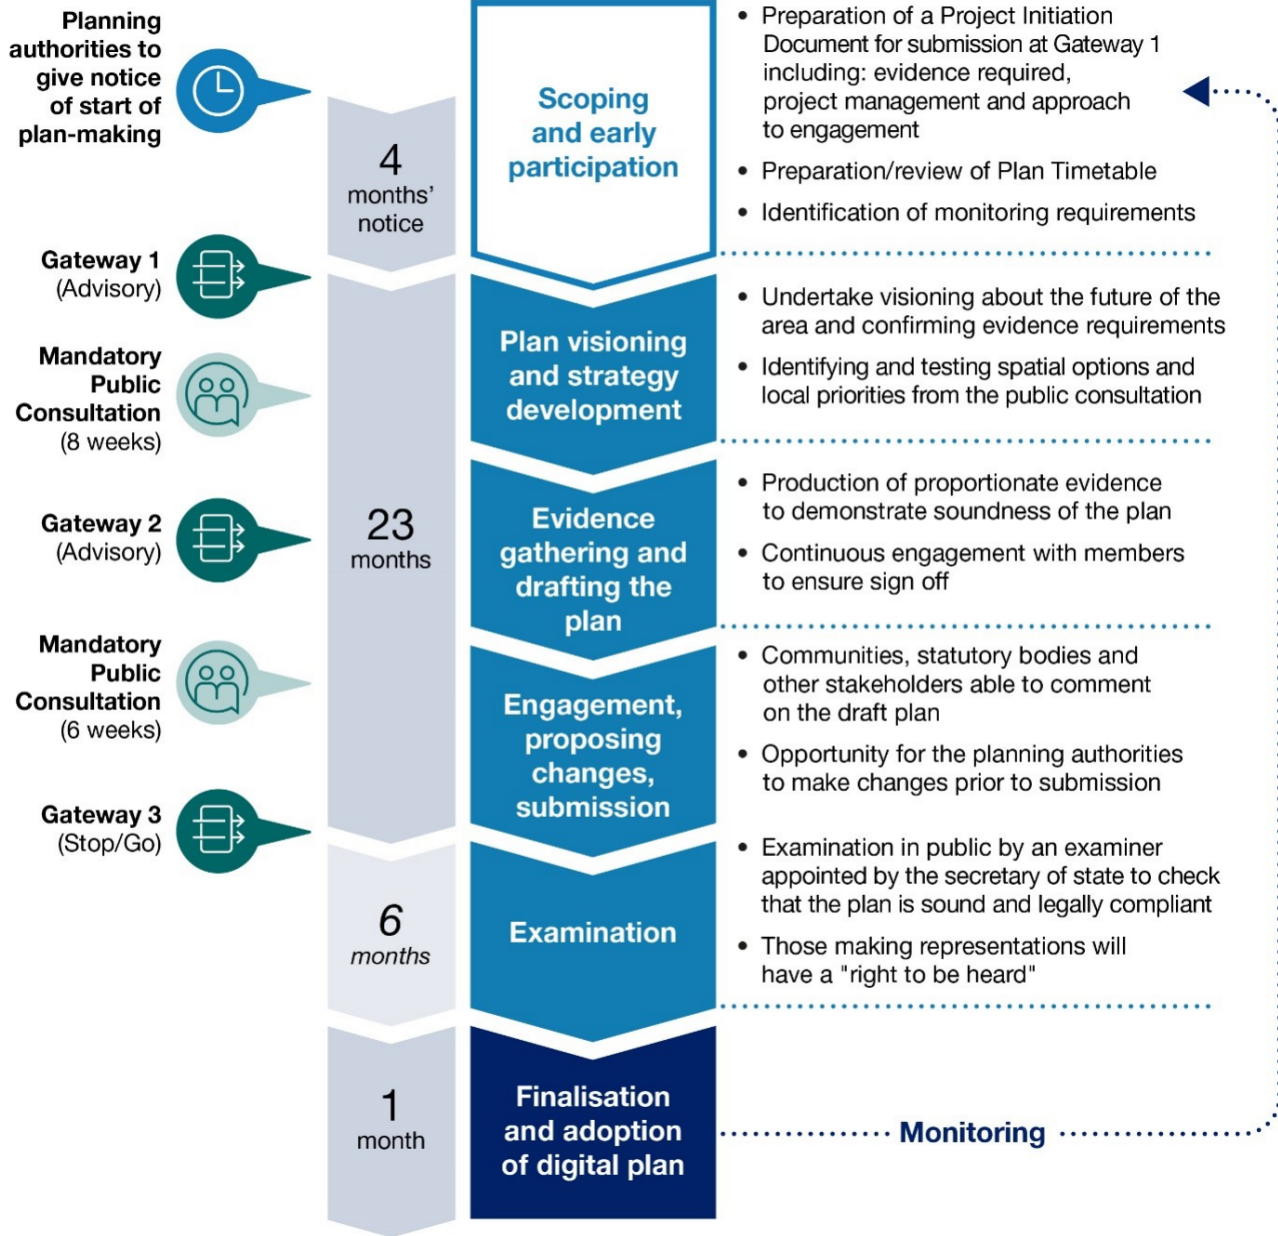 Planning
authorities to
give notice
of start of
plan-making
4
months'
notice
Scoping
and early
participation
• Preparation of a Project Initiation
Document for submission at Gateway 1
including: evidence required,
project management and approach
to engagement
• Preparation/review of Plan Timetable
• Identification of monitoring requirements
Gateway 1
(Advisory)
Mandatory
Public
Consultation
(8 weeks)
Plan visioning
and strategy
development
• Undertake visioning about the future of the
area and confirming evidence requirements
• Identifying and testing spatial options and
local priorities from the public consultation
Gateway 2
(Advisory)
23
months
Evidence
gathering and
drafting the
plan
• Production of proportionate evidence
to demonstrate soundness of the plan
• Continuous engagement with members
to ensure sign off
Mandatory
Public
Consultation
(6 weeks)
Engagement,
proposing
changes,
submission
• Communities, statutory bodies and
other stakeholders able to comment
on the draft plan
• Opportunity for the planning authorities
to make changes prior to submission
Gateway 3
(Stop/Go)
6
months
Examination
• Examination in public by an examiner
appointed by the secretary of state to check
that the plan is sound and legally compliant
• Those making representations will
have a "right to be heard"
1
month
Finalisation
and adoption
of digital plan
Monitoring